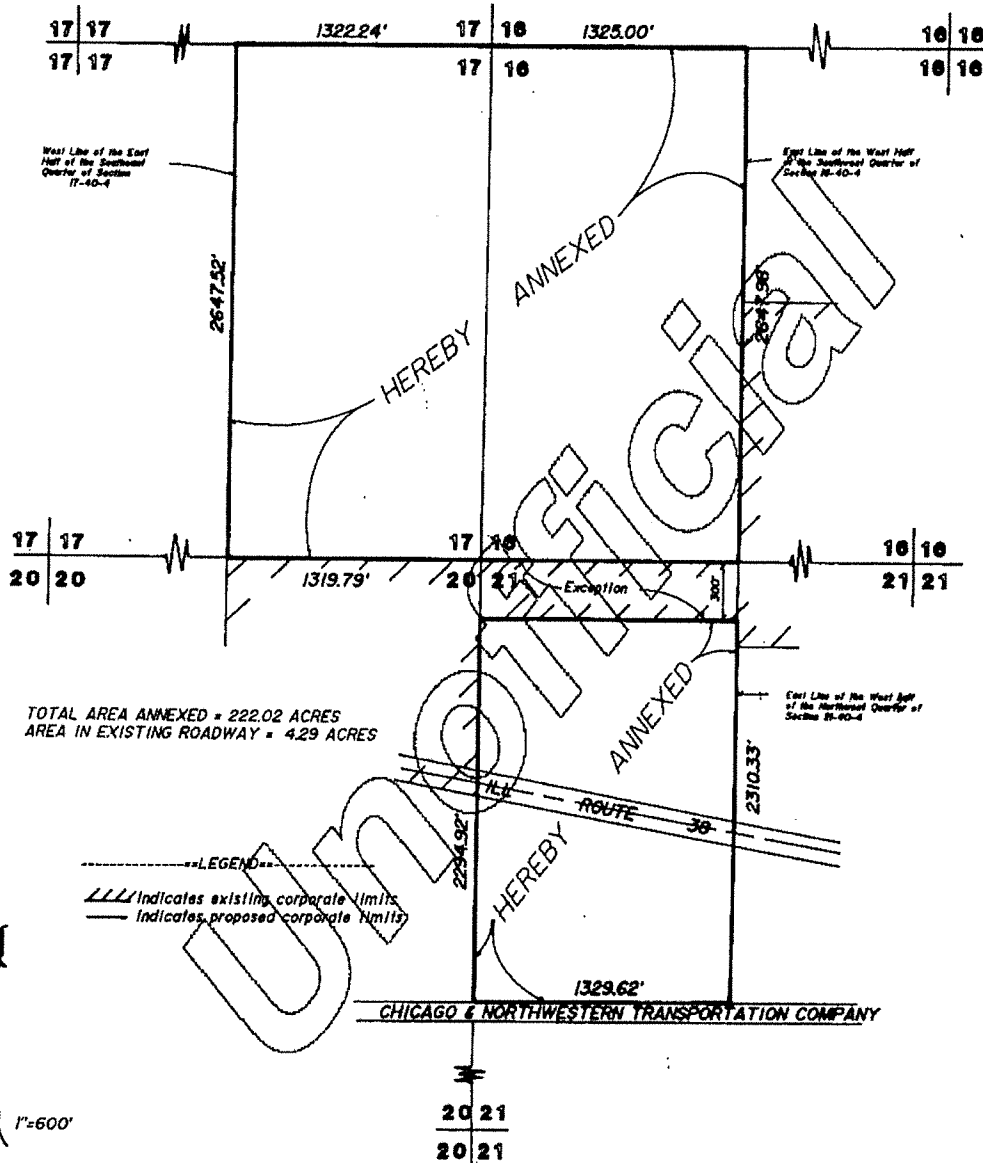 1322.24'
1325.00'
17 17
17 17
17 16
17 16
16 16
16 16
West Line of the East
Half of the Southeast
Quarter of Section
17-40-4
East Line of the West Half
of the Southwest Quarter of
Section 16-40-4
2647.52'
2647.96'
HEREBY ANNEXED
17 17
20 20
17 16
20 21
16 16
21 21
1319.79'
Exception
300'
TOTAL AREA ANNEXED = 222.02 ACRES
AREA IN EXISTING ROADWAY = 4.29 ACRES
East Line of the West Half
of the Northwest Quarter of
Section 21-40-4
HEREBY ANNEXED
2310.33'
ILL ROUTE 38
2294.92'
==LEGEND==
Indicates existing corporate limits
Indicates proposed corporate limits
1329.62'
CHICAGO & NORTHWESTERN TRANSPORTATION COMPANY
1"=600'
20 21
20 21
Unofficial